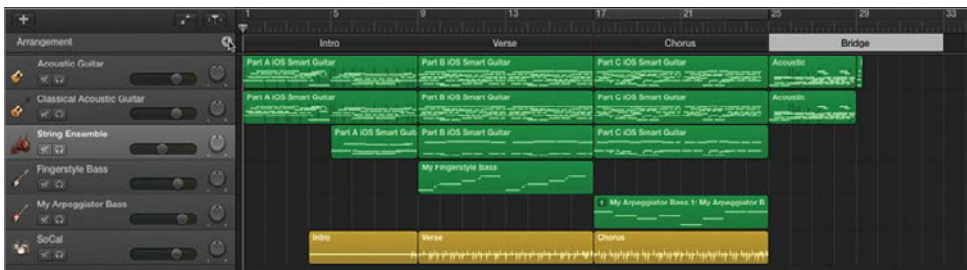 1 5 9 13 17 21 25 29 33
Arrangement Intro Verse Chorus Bridge
Acoustic Guitar
Part A iOS Smart Guitar Part B iOS Smart Guitar Part C iOS Smart Guitar Acoustic
Classical Acoustic Guitar
Part A iOS Smart Guitar Part B iOS Smart Guitar Part C iOS Smart Guitar Acoustic
String Ensemble
Part A iOS Smart Guit Part B iOS Smart Guitar Part C iOS Smart Guitar
Fingerstyle Bass
My Fingerstyle Bass
My Arpeggiator Bass
1 My Arpeggiator Bass 1: My Arpeggiator B
SoCal
Intro Verse Chorus